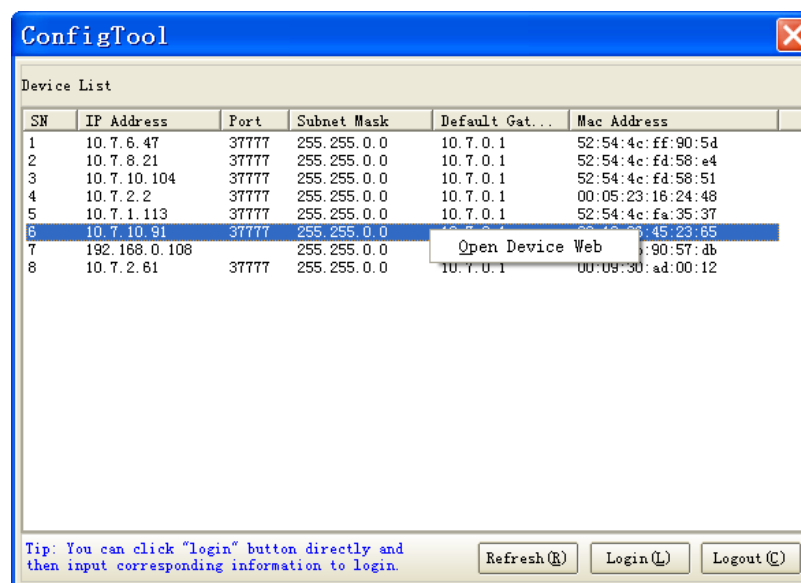 ConfigTool
Device List
SN IP Address Port Subnet Mask Default Gat... Mac Address
1 10.7.6.47 37777 255.255.0.0 10.7.0.1 52:54:4c:ff:90:5d
2 10.7.8.21 37777 255.255.0.0 10.7.0.1 52:54:4c:fd:58:e4
3 10.7.10.104 37777 255.255.0.0 10.7.0.1 52:54:4c:fd:58:51
4 10.7.2.2 37777 255.255.0.0 10.7.0.1 00:05:23:16:24:48
5 10.7.1.113 37777 255.255.0.0 10.7.0.1 52:54:4c:fa:35:37
6 10.7.10.91 37777 255.255.0.0 :45:23:65
Open Device Web
7 192.168.0.108 255.255.0.0 :90:57:db
8 10.7.2.61 37777 255.255.0.0 10.7.0.1 00:09:30:ad:00:12
Tip: You can click "login" button directly and
then input corresponding information to login.
Refresh(R) Login(L) Logout(C)